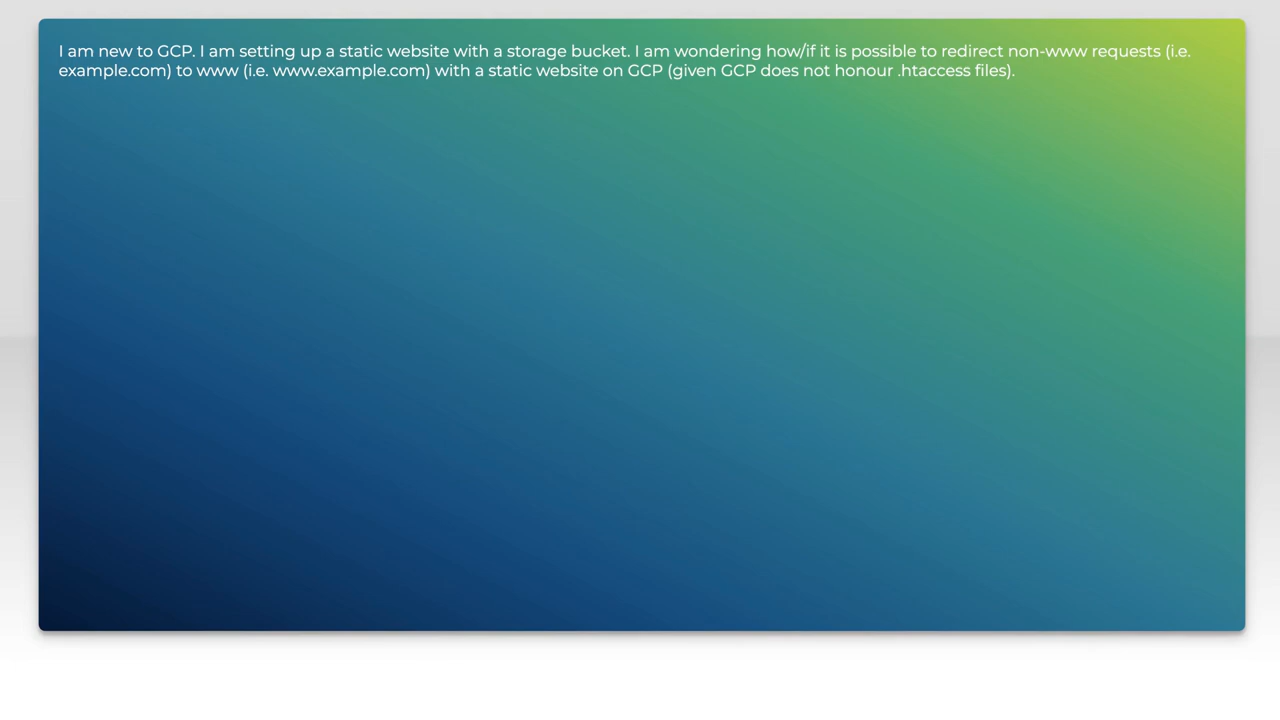 I am new to GCP. I am setting up a static website with a storage bucket. I am wondering how/if it is possible to redirect non-www requests (i.e.
example.com) to www (i.e. www.example.com) with a static website on GCP (given GCP does not honour .htaccess files).